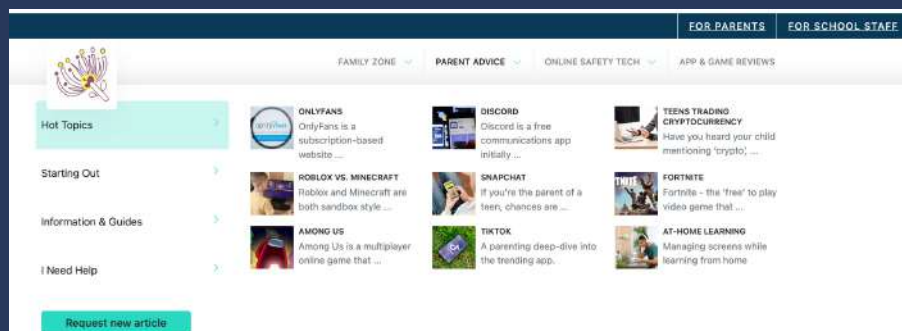 FOR PARENTS
FOR SCHOOL STAFF
FAMILY ZONE
PARENT ADVICE
ONLINE SAFETY TECH
APP & GAME REVIEWS
Hot Topics
Starting Out
Information & Guides
I Need Help
Request new article
ONLYFANS
OnlyFans is a
subscription-based
website ...
ROBLOX VS. MINECRAFT
Roblox and Minecraft are
both sandbox style ...
AMONG US
Among Us is a multiplayer
online game that ...
DISCORD
Discord is a free
communications app
initially ...
SNAPCHAT
If you're the parent of a
teen, chances are ...
TIKTOK
A parenting deep-dive into
the trending app.
TEENS TRADING
CRYPTOCURRENCY
Have you heard your child
mentioning 'crypto', ...
FORTNITE
Fortnite - the 'free' to play
video game that ...
AT-HOME LEARNING
Managing screens while
learning from home